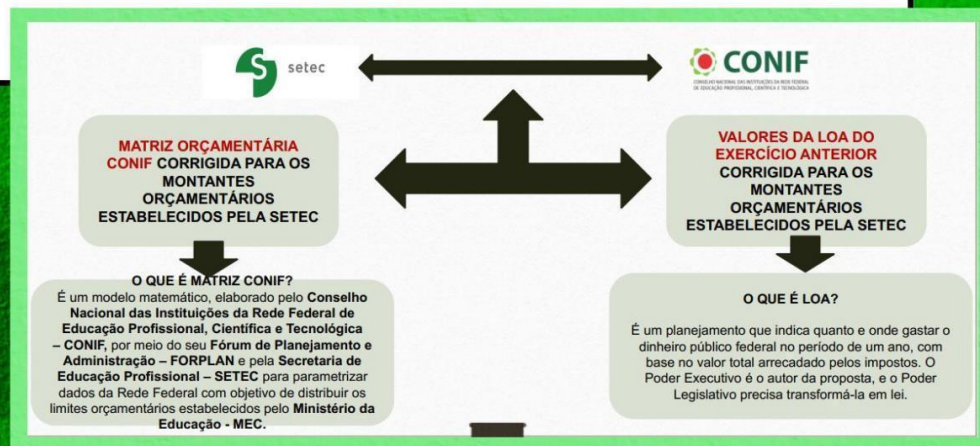 setec
CONIF
CONSELHO NACIONAL DAS INSTITUIÇÕES DA REDE FEDERAL
DE EDUCAÇÃO PROFISSIONAL, CIENTÍFICA E TECNOLÓGICA
MATRIZ ORÇAMENTÁRIA
CONIF CORRIGIDA PARA OS
MONTANTES
ORÇAMENTÁRIOS
ESTABELECIDOS PELA SETEC
VALORES DA LOA DO
EXERCÍCIO ANTERIOR
CORRIGIDA PARA OS
MONTANTES
ORÇAMENTÁRIOS
ESTABELECIDOS PELA SETEC
O QUE É MATRIZ CONIF?
É um modelo matemático, elaborado pelo Conselho
Nacional das Instituições da Rede Federal de
Educação Profissional, Científica e Tecnológica
– CONIF, por meio do seu Fórum de Planejamento e
Administração – FORPLAN e pela Secretaria de
Educação Profissional – SETEC para parametrizar
dados da Rede Federal com objetivo de distribuir os
limites orçamentários estabelecidos pelo Ministério da
Educação - MEC.
O QUE É LOA?
É um planejamento que indica quanto e onde gastar o
dinheiro público federal no período de um ano, com
base no valor total arrecadado pelos impostos. O
Poder Executivo é o autor da proposta, e o Poder
Legislativo precisa transformá-la em lei.